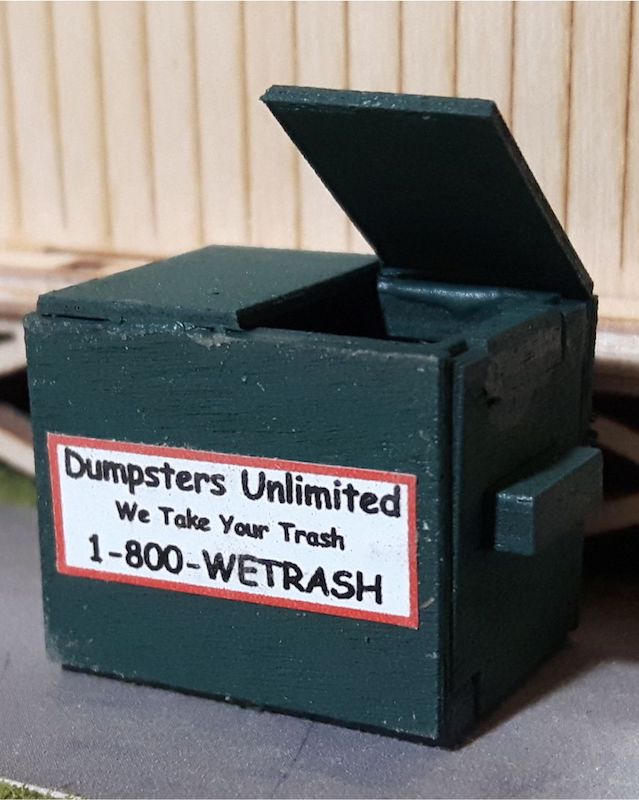 Dumpsters Unlimited
We Take Your Trash
1-800-WETRASH